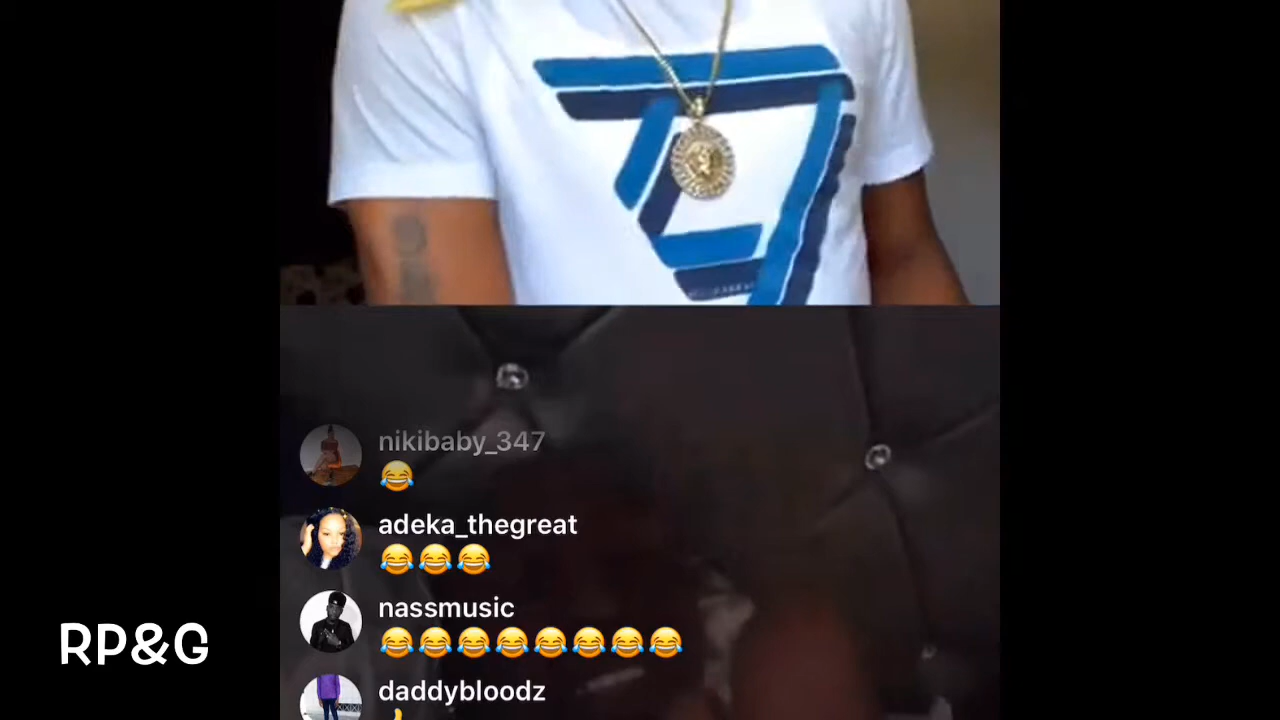 nikibaby_347
😂
adeka_thegreat
😂😂😂
nassmusic
😂😂😂😂😂😂😂😂
RP&G
daddybloodz